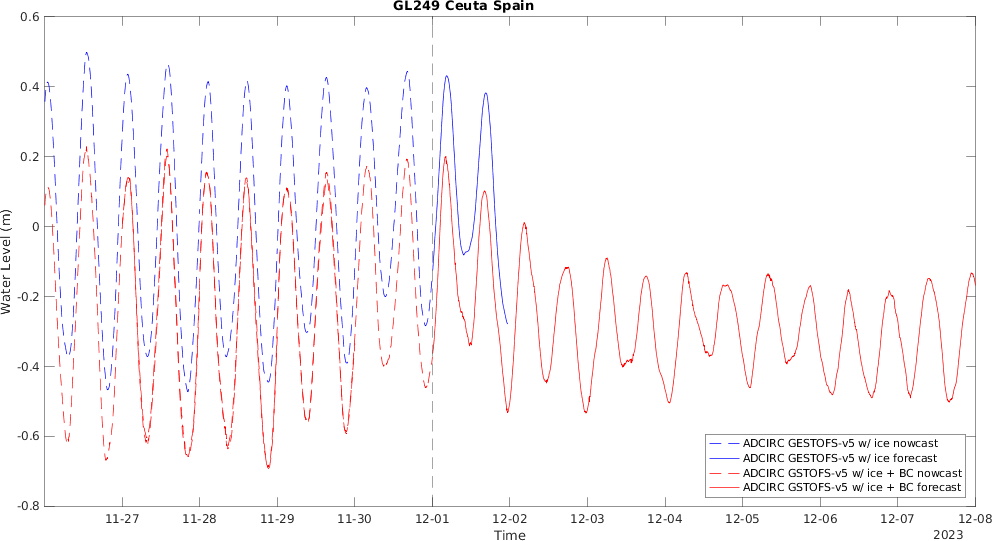 GL249 Ceuta Spain
0.6
0.4
0.2
0
-0.2
-0.4
-0.6
-0.8
Water Level (m)
ADCIRC GESTOFS-v5 w/ ice nowcast
ADCIRC GESTOFS-v5 w/ ice forecast
ADCIRC GSTOFS-v5 w/ ice + BC nowcast
ADCIRC GSTOFS-v5 w/ ice + BC forecast
11-27 11-28 11-29 11-30 12-01 12-02 12-03 12-04 12-05 12-06 12-07 12-08
Time
2023